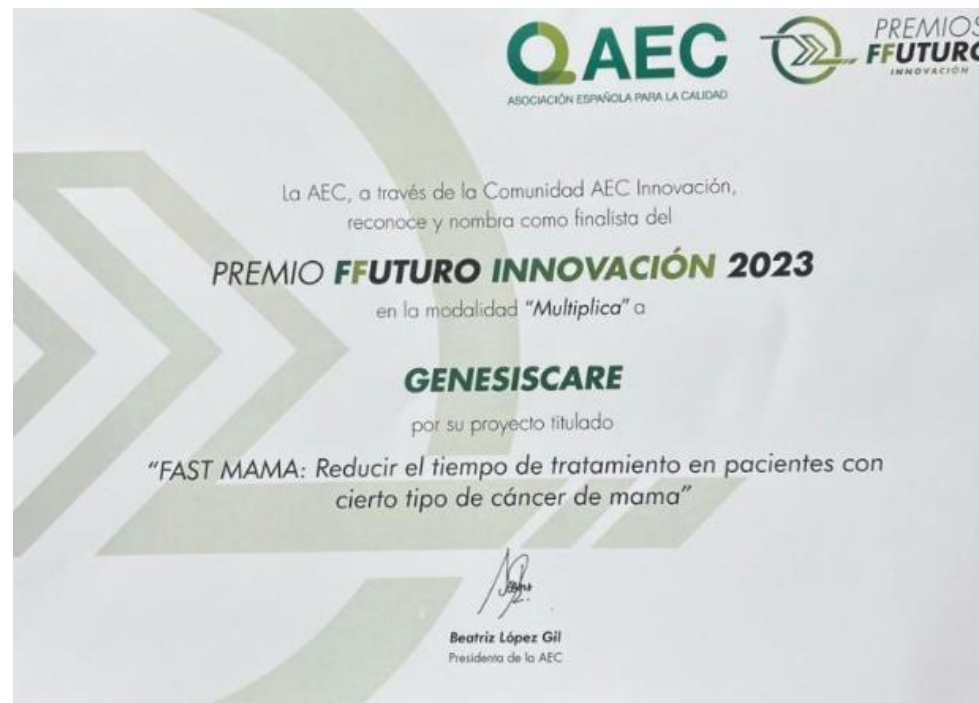 QAEC
ASOCIACIÓN ESPAÑOLA PARA LA CALIDAD
PREMIOS
FFUTURO
INNOVACIÓN
La AEC, a través de la Comunidad AEC Innovación,
reconoce y nombra como finalista del
PREMIO FFUTURO INNOVACIÓN 2023
en la modalidad "Multiplica" a
GENESISCARE
por su proyecto titulado
"FAST MAMA: Reducir el tiempo de tratamiento en pacientes con
cierto tipo de cáncer de mama"
Beatriz López Gil
Presidenta de la AEC